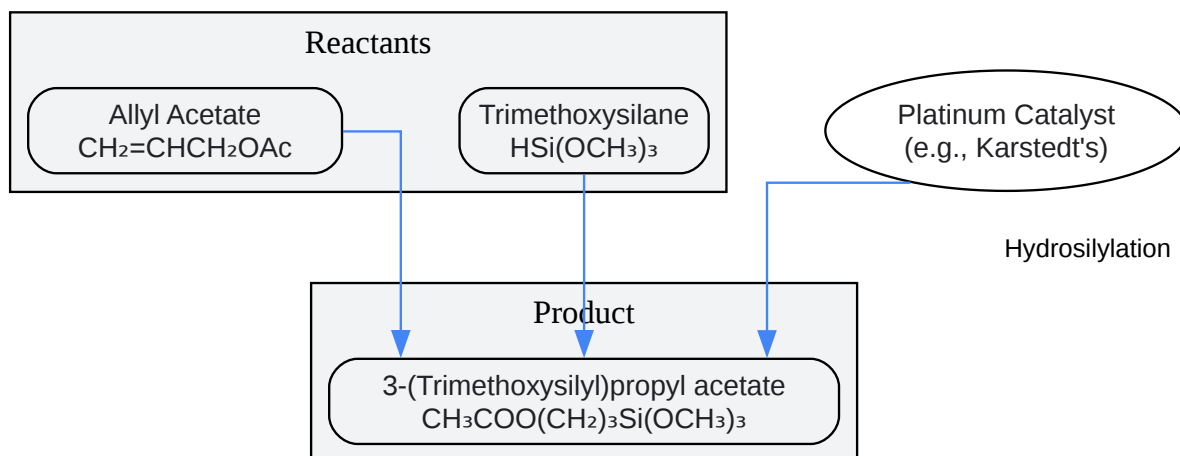 Reactants
Allyl Acetate
CH₂=CHCH₂OAc
Trimethoxysilane
HSi(OCH₃)₃
Platinum Catalyst
(e.g., Karstedt's)
Hydrosilylation
Product
3-(Trimethoxysilyl)propyl acetate
CH₃COO(CH₂)₃Si(OCH₃)₃